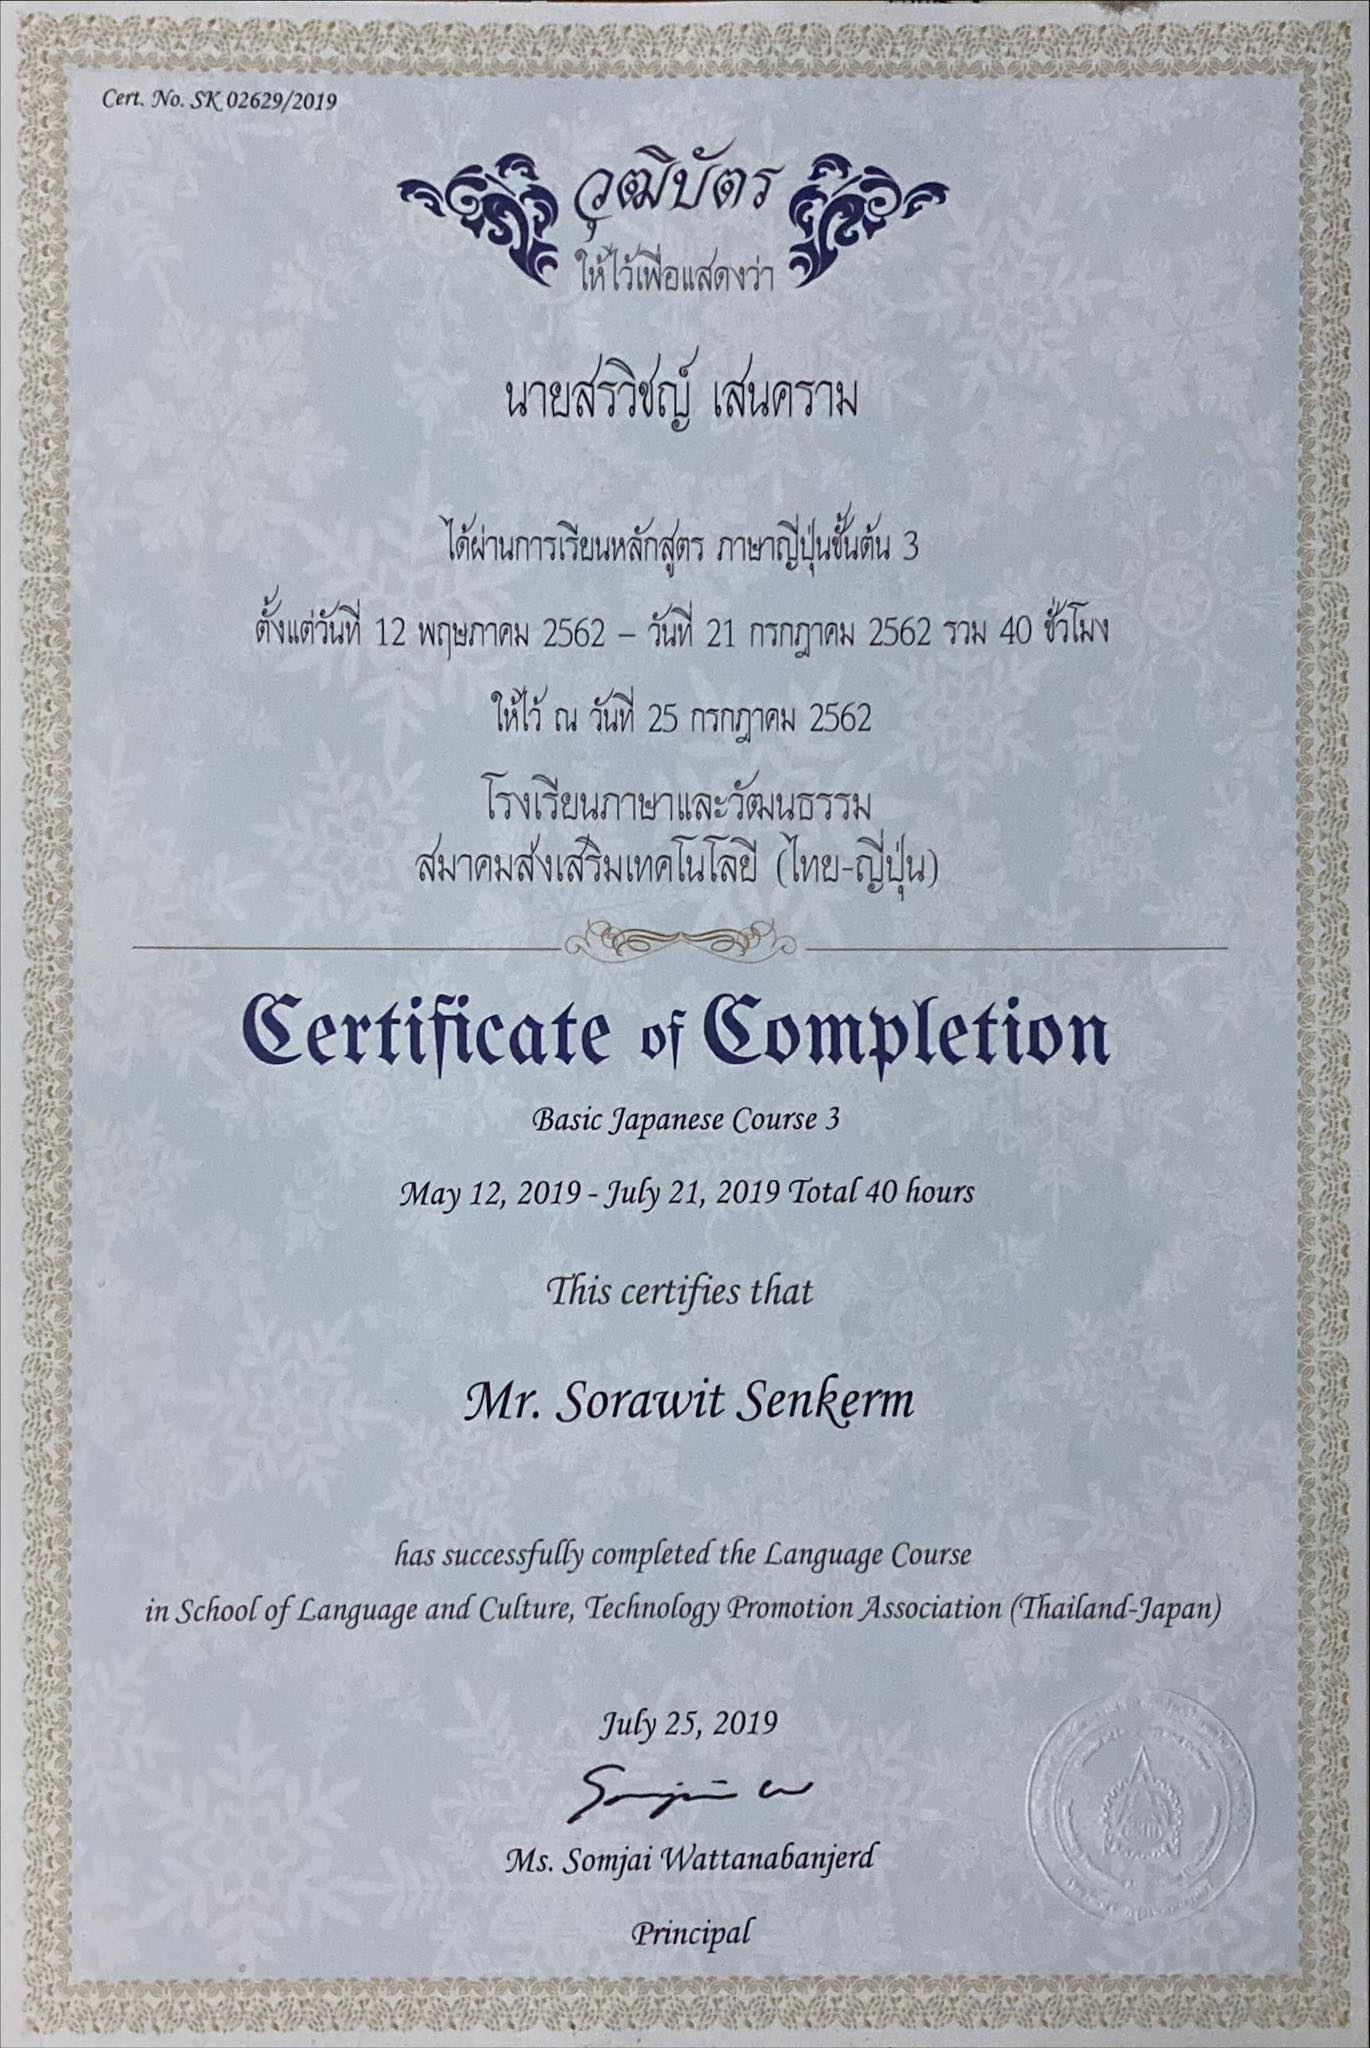 Cert. No. SK 02629/2019
วุฒิบัตร
ให้ไว้เพื่อแสดงว่า
นายสรวิชญ์ เสนคราม
ได้ผ่านการเรียนหลักสูตร ภาษาญี่ปุ่นชั้นต้น 3
ตั้งแต่วันที่ 12 พฤษภาคม 2562 – วันที่ 21 กรกฎาคม 2562 รวม 40 ชั่วโมง
ให้ไว้ ณ วันที่ 25 กรกฎาคม 2562
โรงเรียนภาษาและวัฒนธรรม
สมาคมส่งเสริมเทคโนโลยี (ไทย-ญี่ปุ่น)
Certificate of Completion
Basic Japanese Course 3
May 12, 2019 - July 21, 2019 Total 40 hours
This certifies that
Mr. Sorawit Senkerm
has successfully completed the Language Course
in School of Language and Culture, Technology Promotion Association (Thailand-Japan)
July 25, 2019
Ms. Somjai Wattanabanjerd
Principal